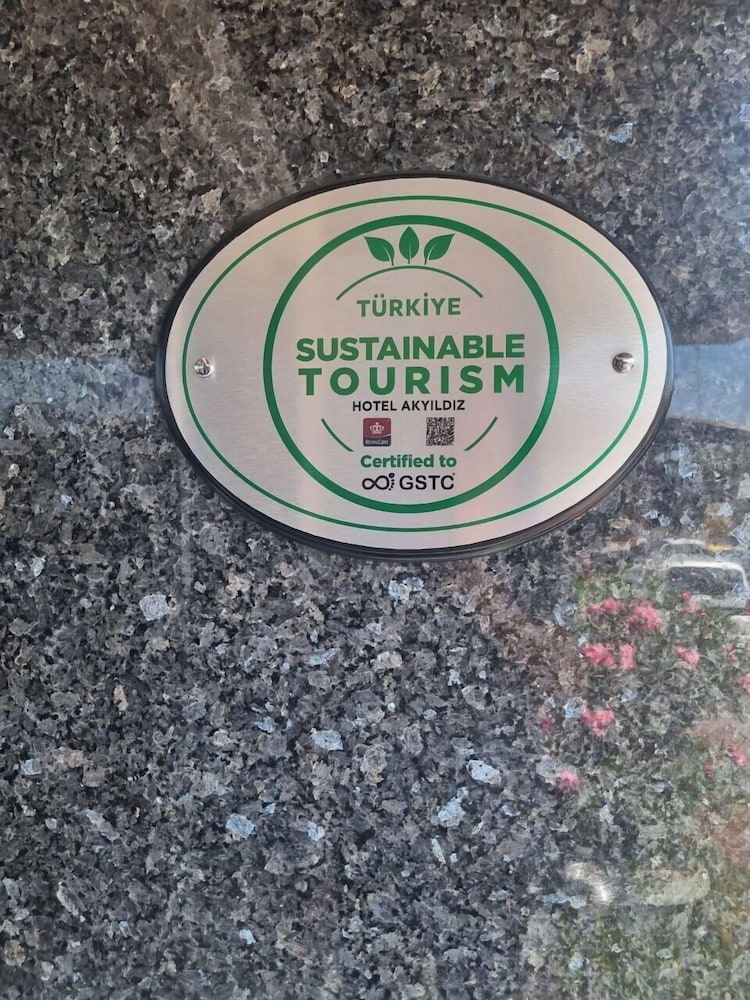 TÜRKİYE
SUSTAINABLE
TOURISM
HOTEL AKYILDIZ
Certified to
GSTC